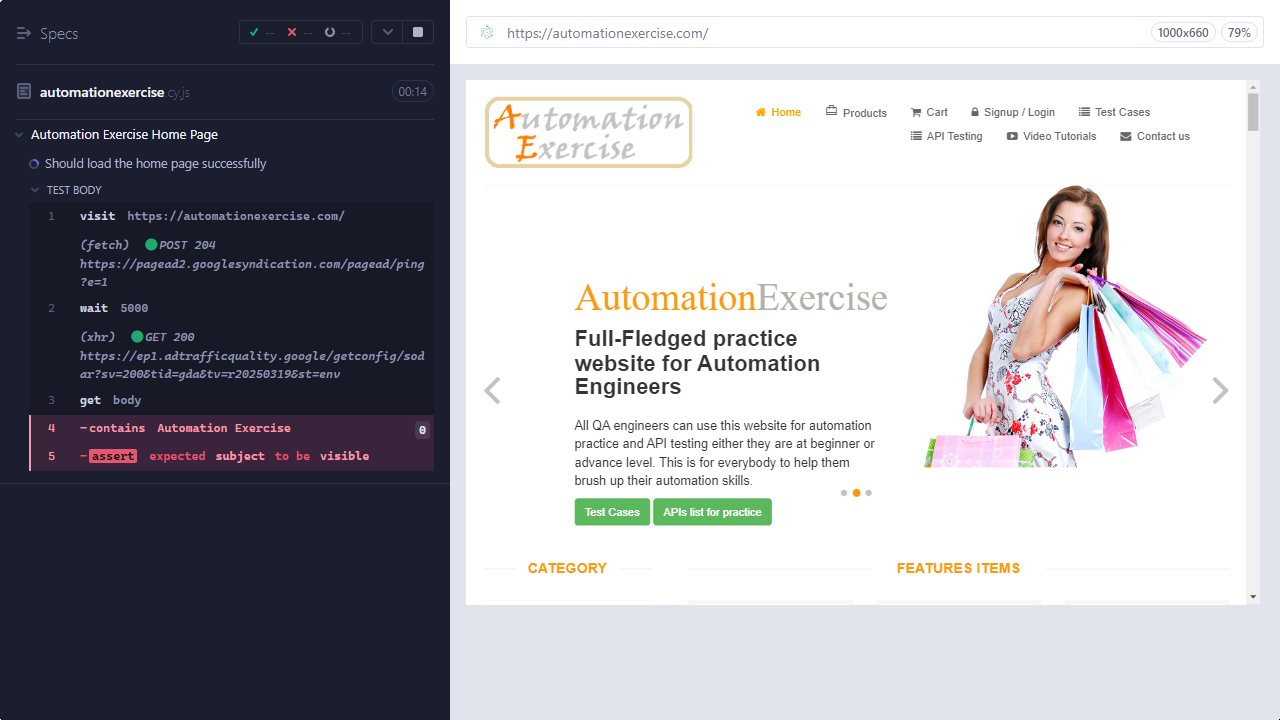 Specs
--
--
--
automationexercise.cy.js
00:14
Automation Exercise Home Page
Should load the home page successfully
TEST BODY
1 visit https://automationexercise.com/
(fetch) POST 204
https://pagead2.googlesyndication.com/pagead/ping
?e=1
2 wait 5000
(xhr) GET 200
https://ep1.adtrafficquality.google/getconfig/sod
ar?sv=200&tid=gda&tv=r20250319&st=env
3 get body
4 -contains Automation Exercise 0
5 -assert expected subject to be visible
https://automationexercise.com/
1000x660
79%
Automation
Exercise
Home Products Cart Signup / Login Test Cases
API Testing Video Tutorials Contact us
AutomationExercise
Full-Fledged practice
website for Automation
Engineers
All QA engineers can use this website for automation
practice and API testing either they are at beginner or
advance level. This is for everybody to help them
brush up their automation skills.
Test Cases APIs list for practice
CATEGORY
FEATURES ITEMS